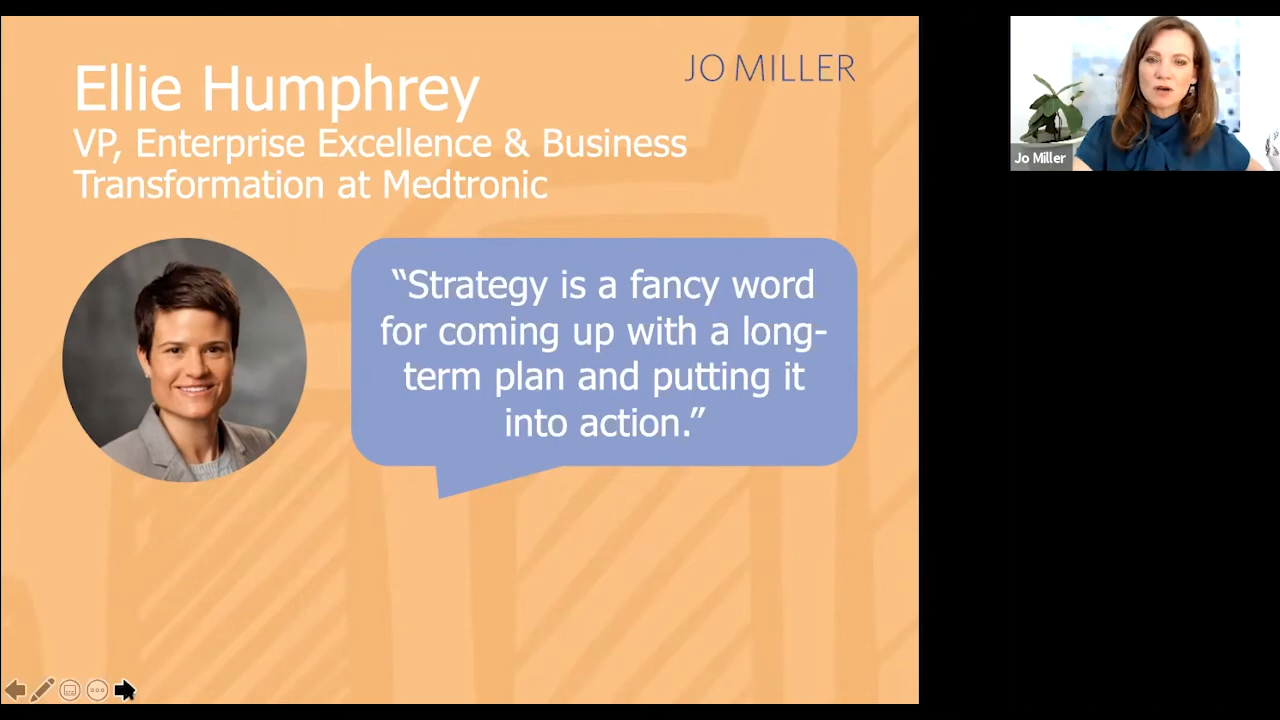 Ellie Humphrey
JO MILLER
VP, Enterprise Excellence & Business
Transformation at Medtronic
“Strategy is a fancy word
for coming up with a long-
term plan and putting it
into action.”
Jo Miller